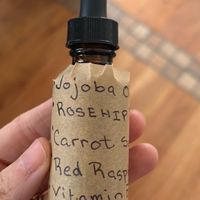 Jojoba
• ROSEHIP
• Carrot
Red
Vitamin